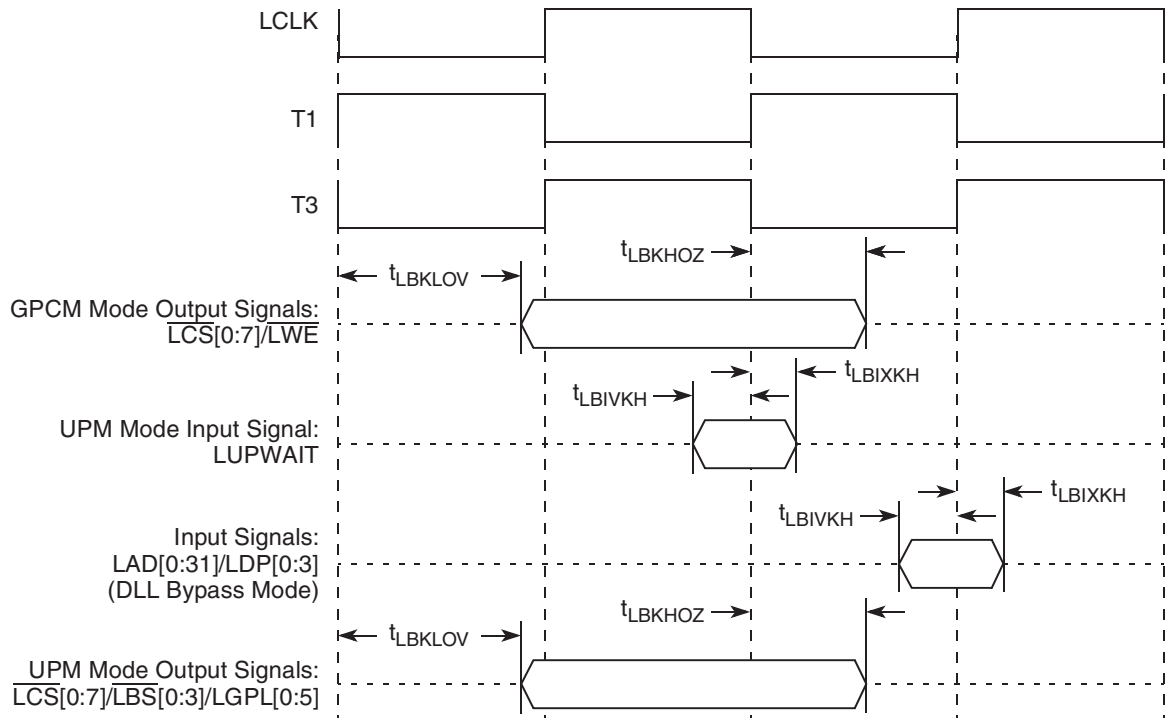 LCLK
T1
T3
tLBKHOZ
tLBKLOV
GPCM Mode Output Signals:
LCS[0:7]/LWE
tLBIXKH
tLBIVKH
UPM Mode Input Signal:
LUPWAIT
tLBIXKH
tLBIVKH
Input Signals:
LAD[0:31]/LDP[0:3]
(DLL Bypass Mode)
tLBKHOZ
tLBKLOV
UPM Mode Output Signals:
LCS[0:7]/LBS[0:3]/LGPL[0:5]